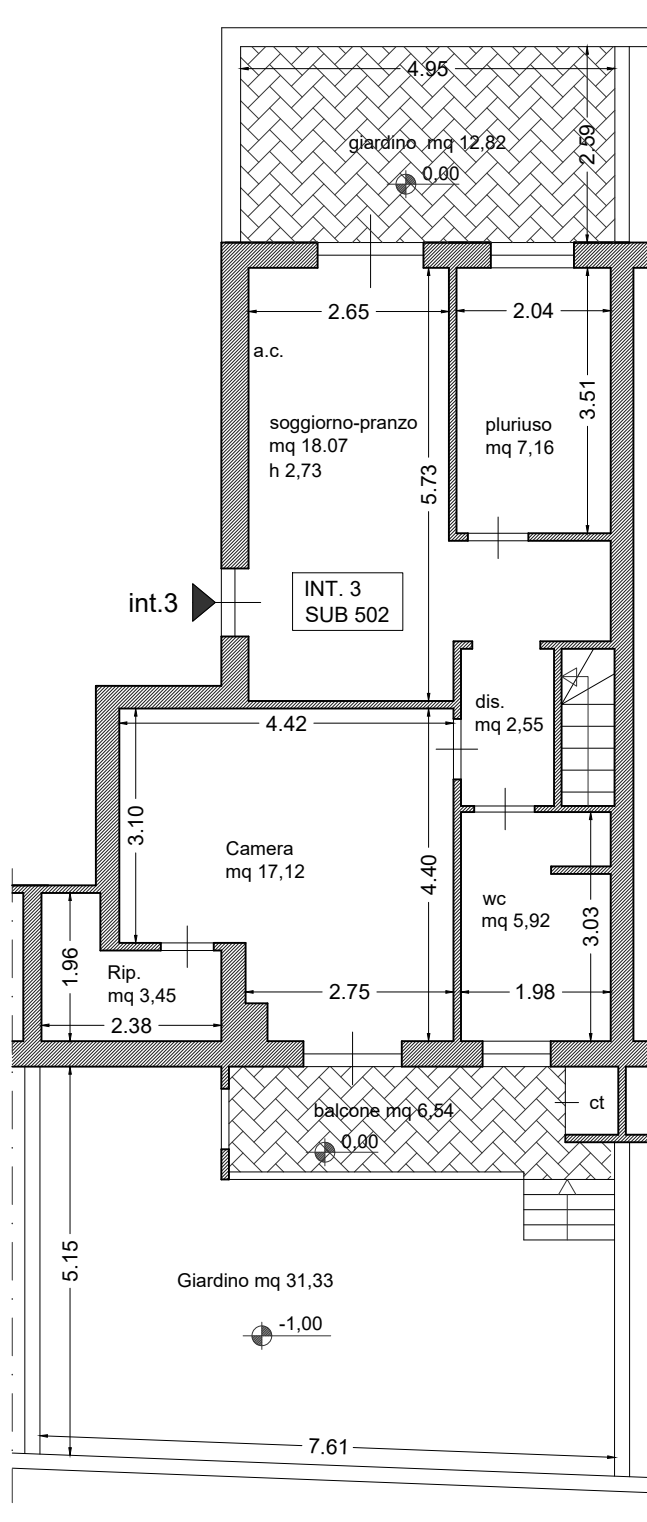 4.95
giardino  mq 12,82
0,00
2.59
2.65
2.04
a.c.
3.51
soggiorno-pranzo
mq 18.07
h 2,73
pluriuso
mq 7,16
5.73
int.3
INT. 3
SUB 502
dis.
mq 2,55
4.42
3.10
Camera
mq 17,12
4.40
wc
mq 5,92
3.03
1.96
Rip.
mq 3,45
2.38
2.75
1.98
balcone mq 6,54
0,00
ct
5.15
Giardino mq 31,33
-1,00
7.61